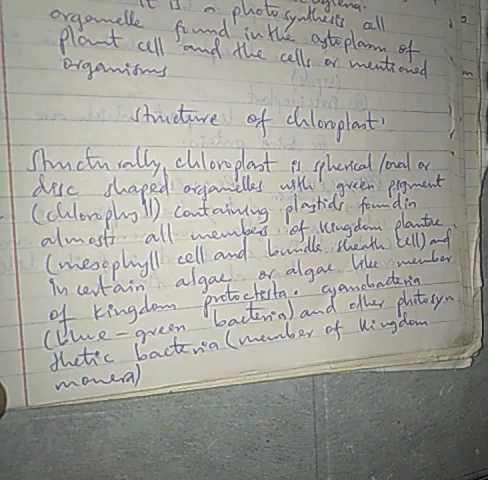 It is a photosynthesis all
organelle found in the cytoplasm of
plant cell and the cells or mentioned
organisms
Structure of chloroplast.
Structurally, chloroplast is spherical/oval or
disc shaped organelles with green pigment
(chlorophyll) containing plastids found in
almost all members of Kingdom plantae
(mesophyll cell and bundle sheath cell) and
in certain algae or algae like member
of Kingdom protoctista. cyanobacteria
(blue-green bacteria) and other photosyn
thetic bacteria (member of Kingdom
monera)